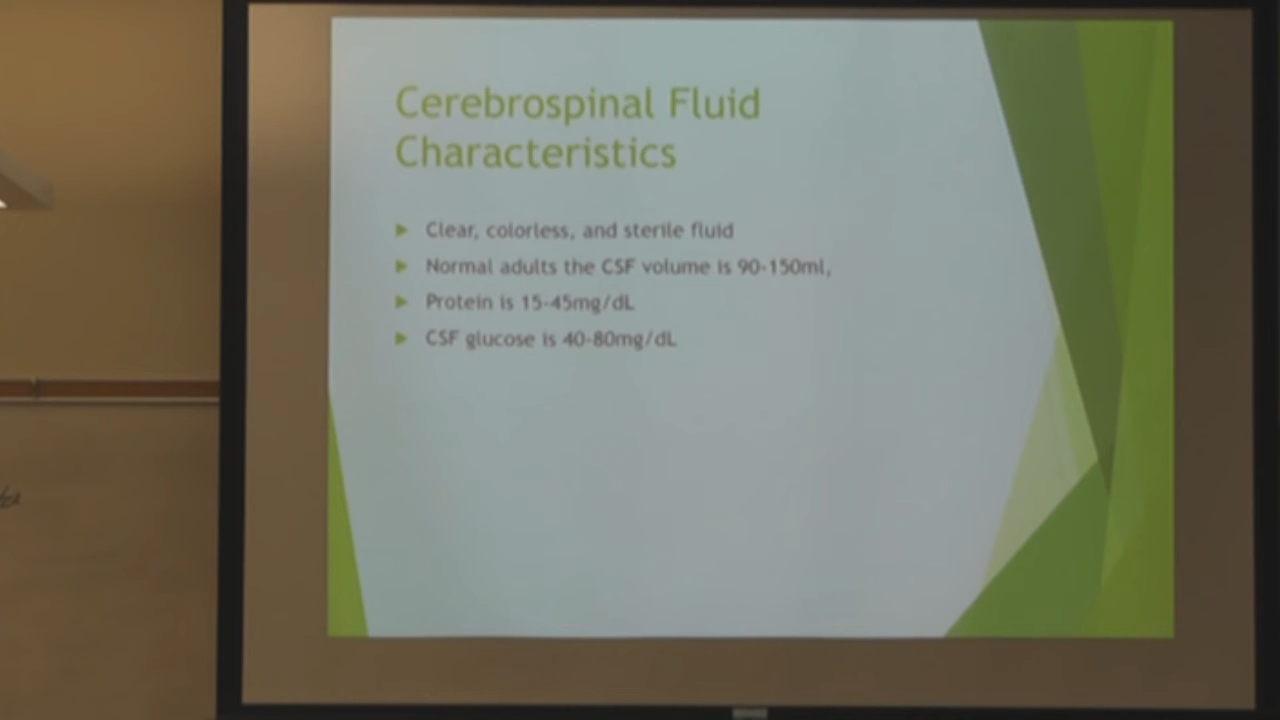 Cerebrospinal Fluid
Characteristics
Clear, colorless, and sterile fluid
Normal adults the CSF volume is 90-150ml,
Protein is 15-45mg/dL
CSF glucose is 40-80mg/dL